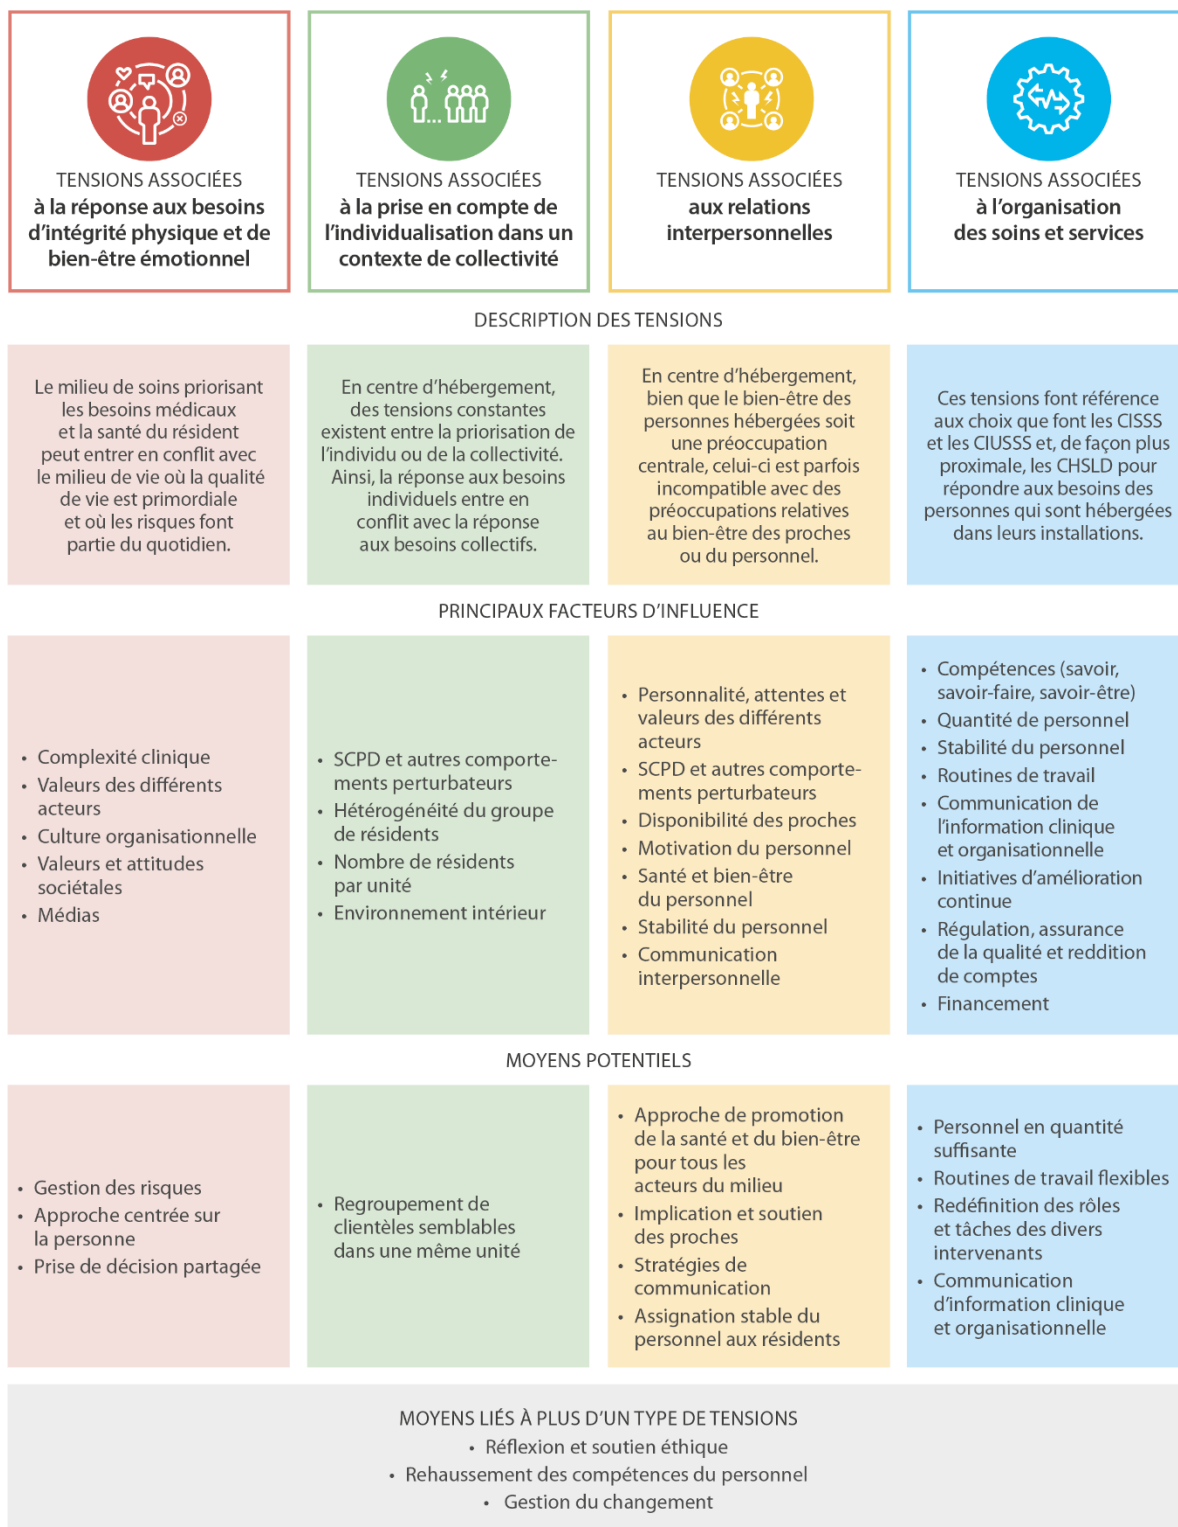 TENSIONS ASSOCIÉES
à la réponse aux besoins
d’intégrité physique et de
bien-être émotionnel
TENSIONS ASSOCIÉES
à la prise en compte de
l’individualisation dans un
contexte de collectivité
TENSIONS ASSOCIÉES
aux relations
interpersonnelles
TENSIONS ASSOCIÉES
à l’organisation
des soins et services
DESCRIPTION DES TENSIONS
Le milieu de soins priorisant
les besoins médicaux
et la santé du résident
peut entrer en conflit avec
le milieu de vie où la qualité
de vie est primordiale
et où les risques font
partie du quotidien.
En centre d’hébergement,
des tensions constantes
existent entre la priorisation de
l’individu ou de la collectivité.
Ainsi, la réponse aux besoins
individuels entre en
conflit avec la réponse
aux besoins collectifs.
En centre d’hébergement,
bien que le bien-être des
personnes hébergées soit
une préoccupation
centrale, celui-ci est parfois
incompatible avec des
préoccupations relatives
au bien-être des proches
ou du personnel.
Ces tensions font référence
aux choix que font les CISSS
et les CIUSSS et, de façon plus
proximale, les CHSLD pour
répondre aux besoins des
personnes qui sont hébergées
dans leurs installations.
PRINCIPAUX FACTEURS D’INFLUENCE
• Complexité clinique
• Valeurs des différents
acteurs
• Culture organisationnelle
• Valeurs et attitudes
sociétales
• Médias
• SCPD et autres comporte-
ments perturbateurs
• Hétérogénéité du groupe
de résidents
• Nombre de résidents
par unité
• Environnement intérieur
• Personnalité, attentes et
valeurs des différents
acteurs
• SCPD et autres comporte-
ments perturbateurs
• Disponibilité des proches
• Motivation du personnel
• Santé et bien-être
du personnel
• Stabilité du personnel
• Communication
interpersonnelle
• Compétences (savoir,
savoir-faire, savoir-être)
• Quantité de personnel
• Stabilité du personnel
• Routines de travail
• Communication de
l’information clinique
et organisationnelle
• Initiatives d’amélioration
continue
• Régulation, assurance
de la qualité et reddition
de comptes
• Financement
MOYENS POTENTIELS
• Gestion des risques
• Approche centrée sur
la personne
• Prise de décision partagée
• Regroupement de
clientèles semblables
dans une même unité
• Approche de promotion
de la santé et du bien-être
pour tous les
acteurs du milieu
• Implication et soutien
des proches
• Stratégies de
communication
• Assignation stable du
personnel aux résidents
• Personnel en quantité
suffisante
• Routines de travail flexibles
• Redéfinition des rôles
et tâches des divers
intervenants
• Communication
d’information clinique
et organisationnelle
MOYENS LIÉS À PLUS D’UN TYPE DE TENSIONS
• Réflexion et soutien éthique
• Rehaussement des compétences du personnel
• Gestion du changement